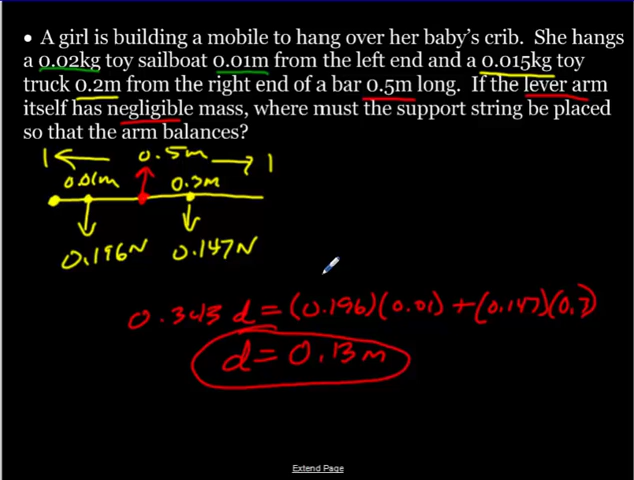 • A girl is building a mobile to hang over her baby's crib. She hangs
a 0.02kg toy sailboat 0.01m from the left end and a 0.015kg toy
truck 0.2m from the right end of a bar 0.5m long. If the lever arm
itself has negligible mass, where must the support string be placed
so that the arm balances?
0.5m
0.01m 0.3m
0.196N 0.147N
0.343 d = (0.196)(0.01) + (0.147)(0.3)
d = 0.13m
Extend Page